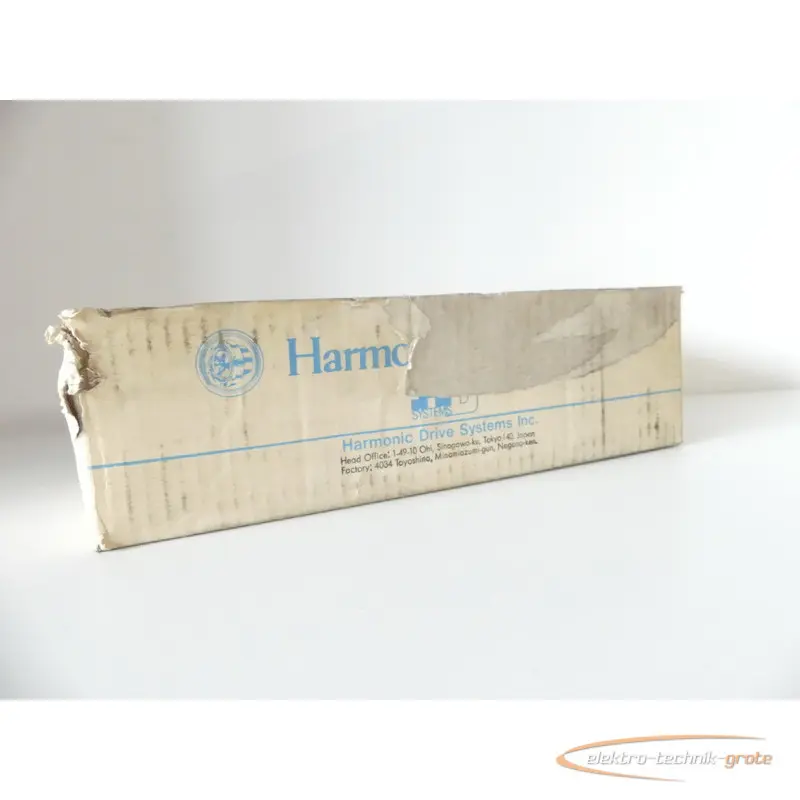 Harmo
SYSTEMS
Harmonic Drive Systems Inc.
Head Office: 1-49-10 Ohi, Sinagawa-ku, Tokyo 140, Japan
Factory: 4034 Toyoshina, Minamiazumi-gun, Nagano-ken.
elektro-technik-grote